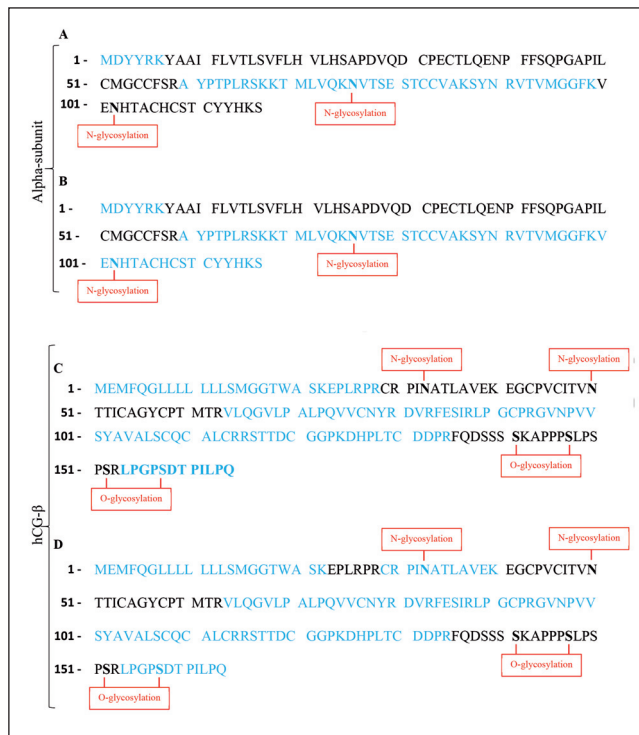 A
1 - MDYYRKYAAI FLVTLSVFLH VLHSAPDVQD CPECTLQENP FFSQPGAPIL
51 - CMGCCFSRA YPTPLRSKKT MLVQKNVTSE STCCVAKSYN RVTVMGGFKV
101 - ENHTACHCST CYYHKS
N-glycosylation
N-glycosylation
Alpha-subunit
B
1 - MDYYRKYAAI FLVTLSVFLH VLHSAPDVQD CPECTLQENP FFSQPGAPIL
51 - CMGCCFSRA YPTPLRSKKT MLVQKNVTSE STCCVAKSYN RVTVMGGFKV
101 - ENHTACHCST CYYHKS
N-glycosylation
N-glycosylation
N-glycosylation
N-glycosylation
C
1 - MEMFQGLLLL LLLSMGGTWA SKEPLRPRCR PINATLAVEK EGCPVCITVN
51 - TTICAGYCPT MTRVLQGVLP ALPQVVCNYR DVRFESIRLP GCPRGVNPVV
101 - SYAVALSCQC ALCRRSTTDC GGPKDHPLTC DDPRFQDSSS SKAPPPSLPS
151 - PSRLPGPSDT PILPQ
O-glycosylation
O-glycosylation
hCG-β
D
N-glycosylation
N-glycosylation
1 - MEMFQGLLLL LLLSMGGTWA SKEPLRPRCR PINATLAVEK EGCPVCITVN
51 - TTICAGYCPT MTRVLQGVLP ALPQVVCNYR DVRFESIRLP GCPRGVNPVV
101 - SYAVALSCQC ALCRRSTTDC GGPKDHPLTC DDPRFQDSSS SKAPPPSLPS
151 - PSRLPGPSDT PILPQ
O-glycosylation
O-glycosylation